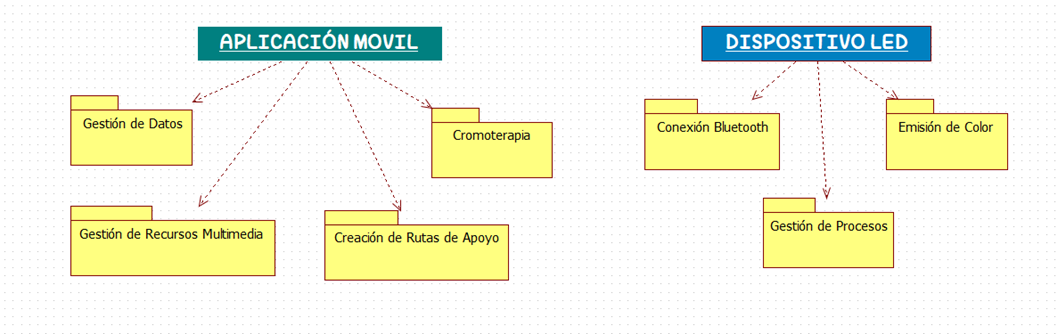 APLICACIÓN MOVIL
Gestión de Datos
Cromoterapia
Gestión de Recursos Multimedia
Creación de Rutas de Apoyo
DISPOSITIVO LED
Conexión Bluetooth
Emisión de Color
Gestión de Procesos